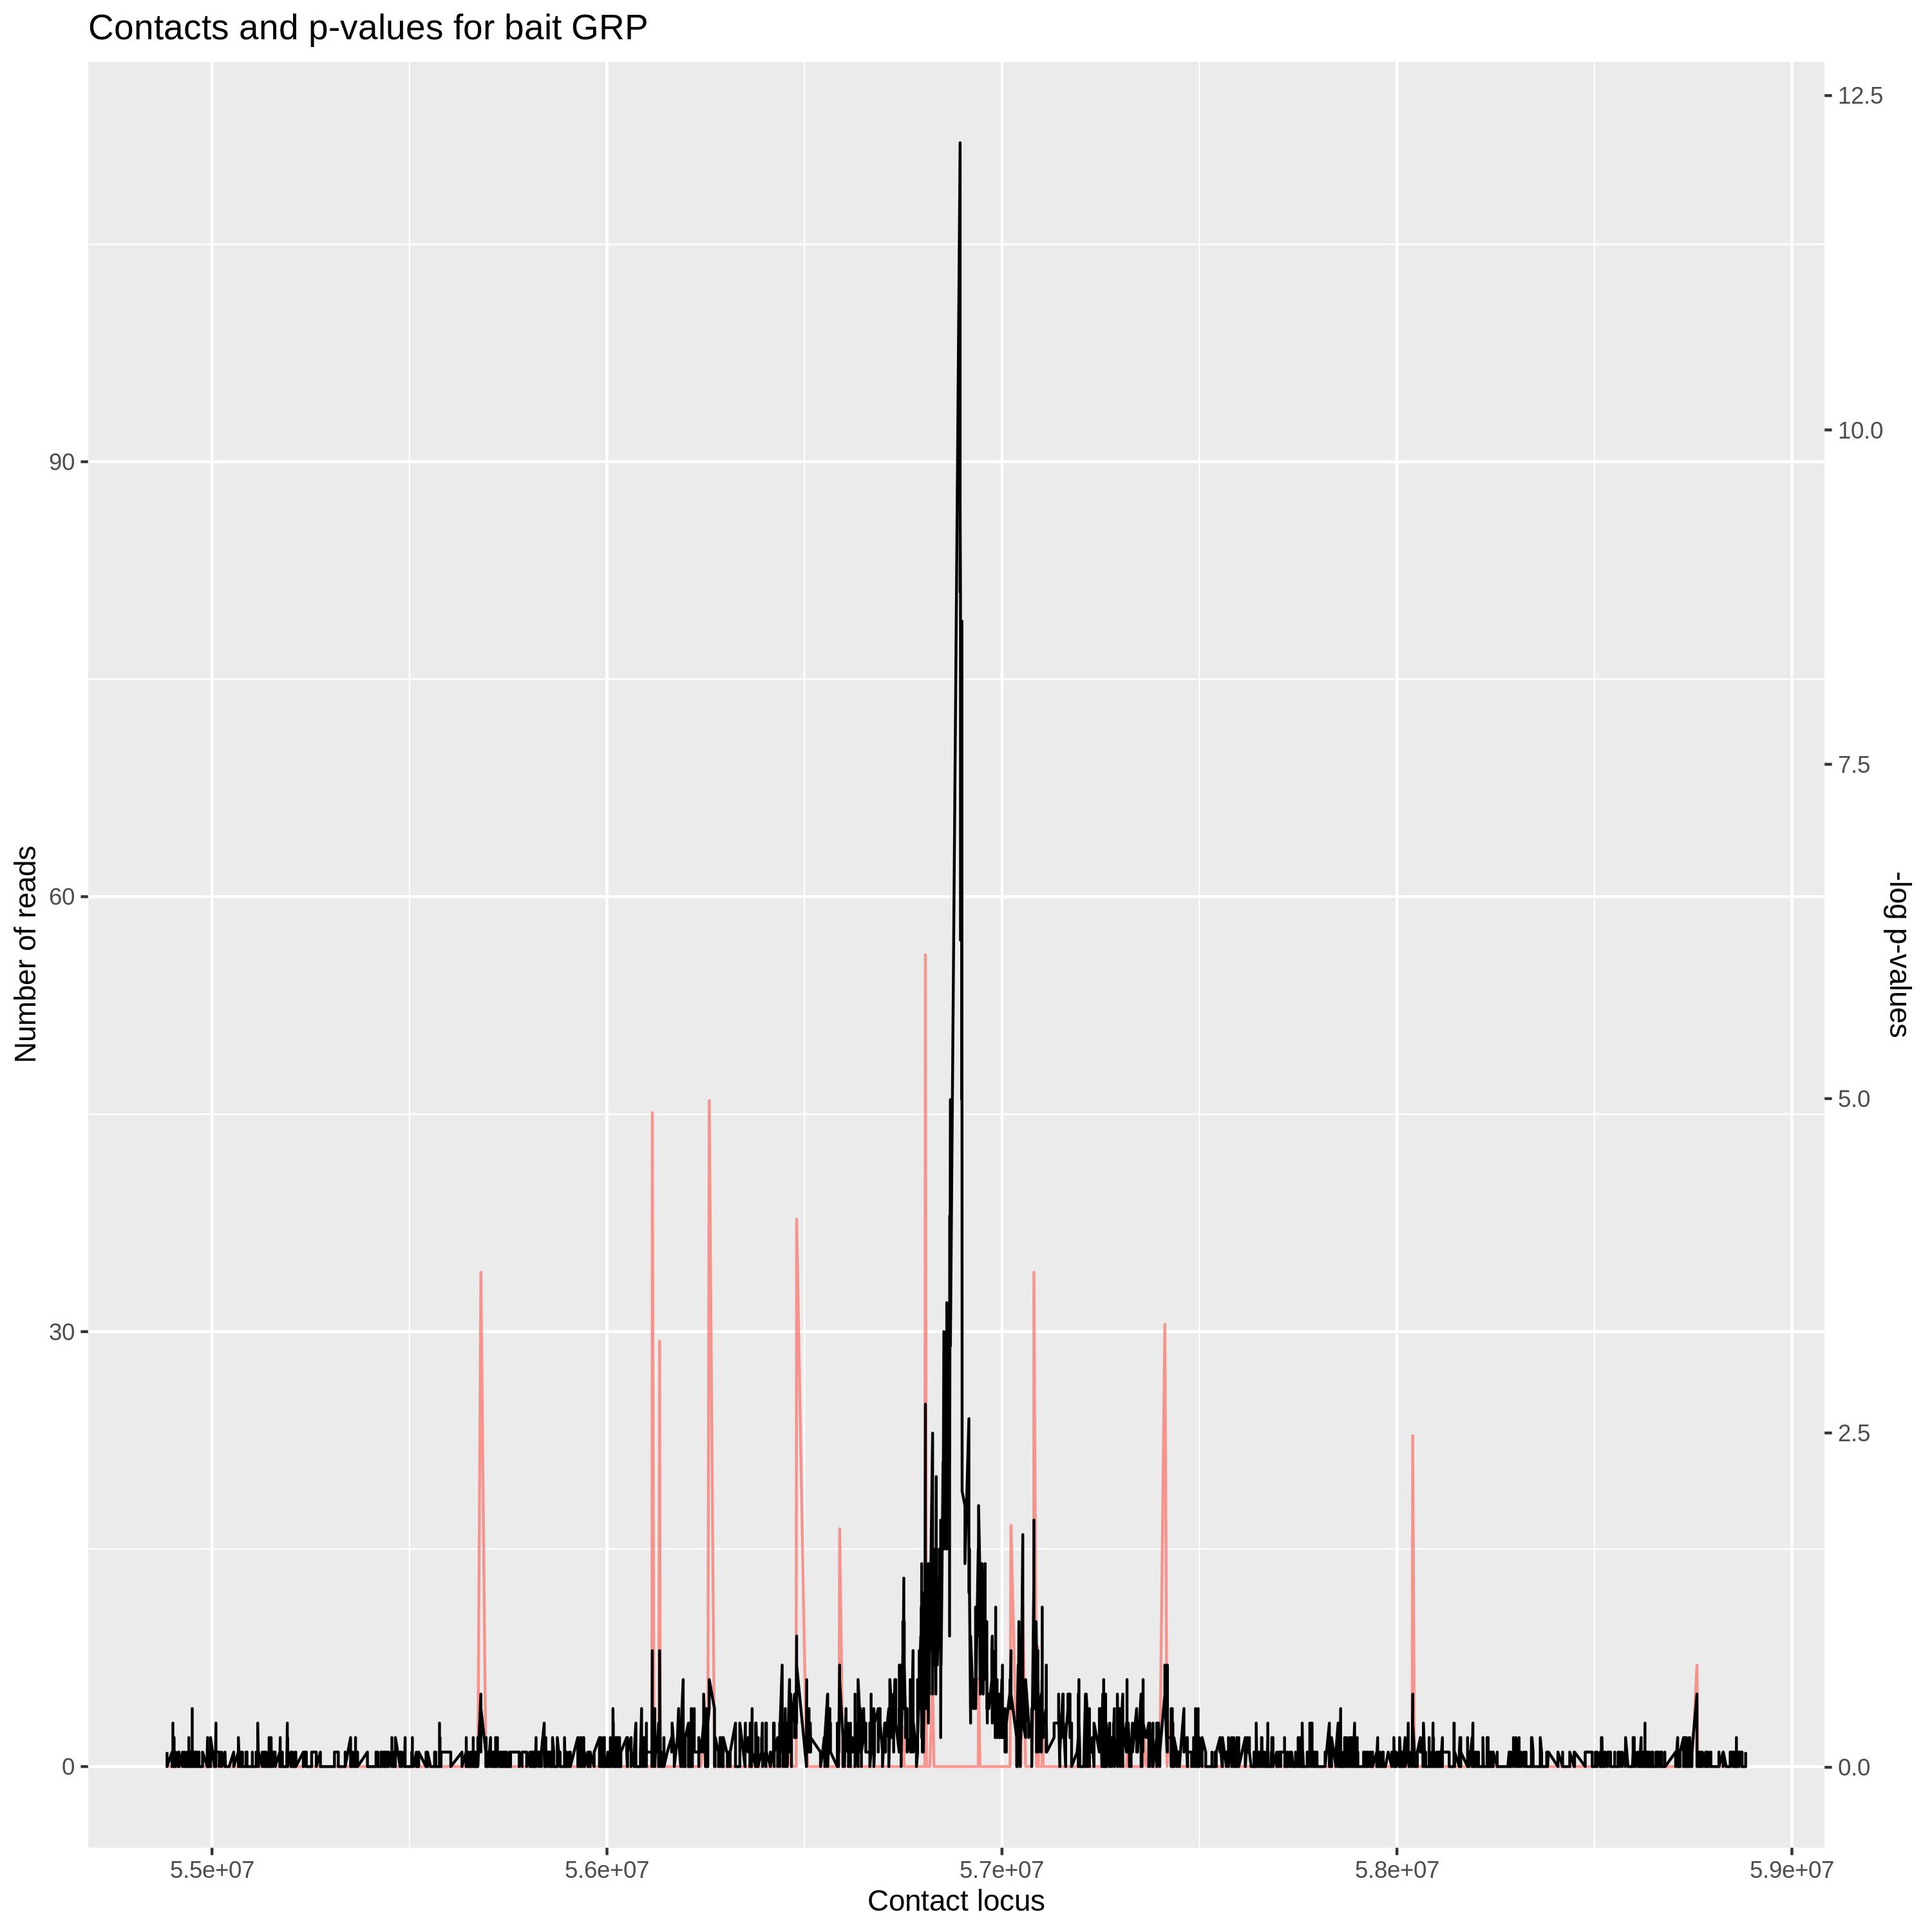 Contacts and p-values for bait GRP
12.5
10.0
90
7.5
60
Number of reads
-log p-values
5.0
30
2.5
0
0.0
5.5e+07 5.6e+07 5.7e+07 5.8e+07 5.9e+07
Contact locus